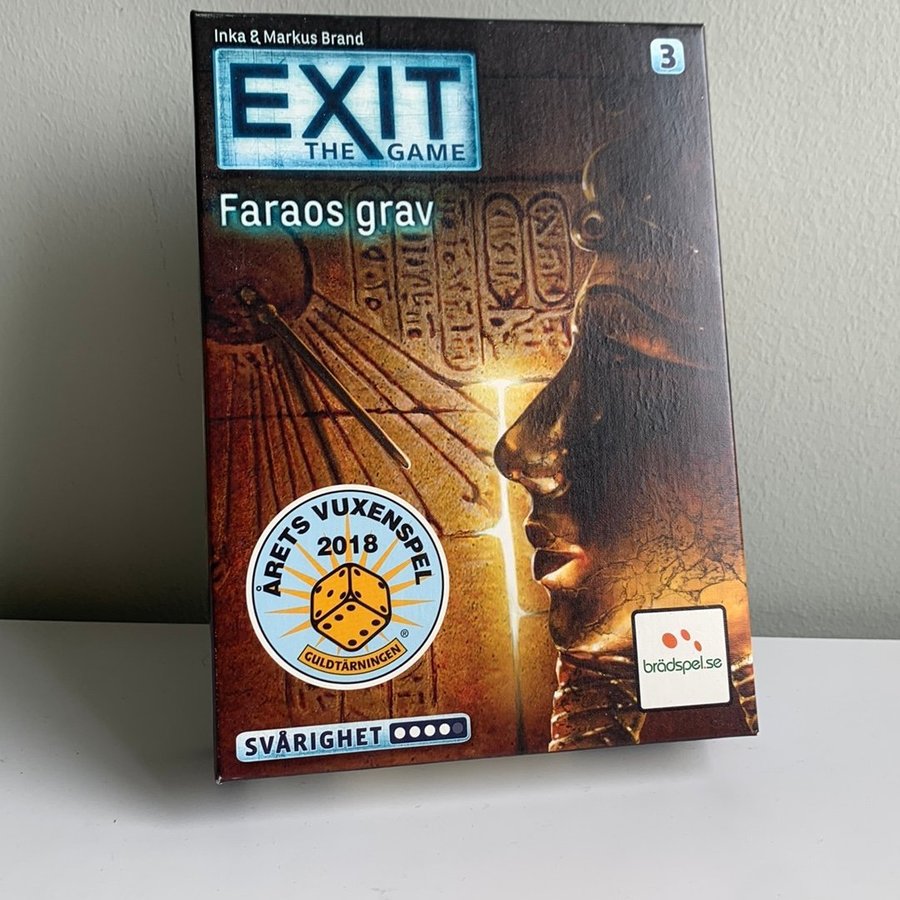 Inka & Markus Brand
3
EXIT
THE GAME
Faraos grav
ÅRETS VUXENSPEL
2018
GULDTÄRNINGEN
®
brädspel.se
SVÅRIGHET